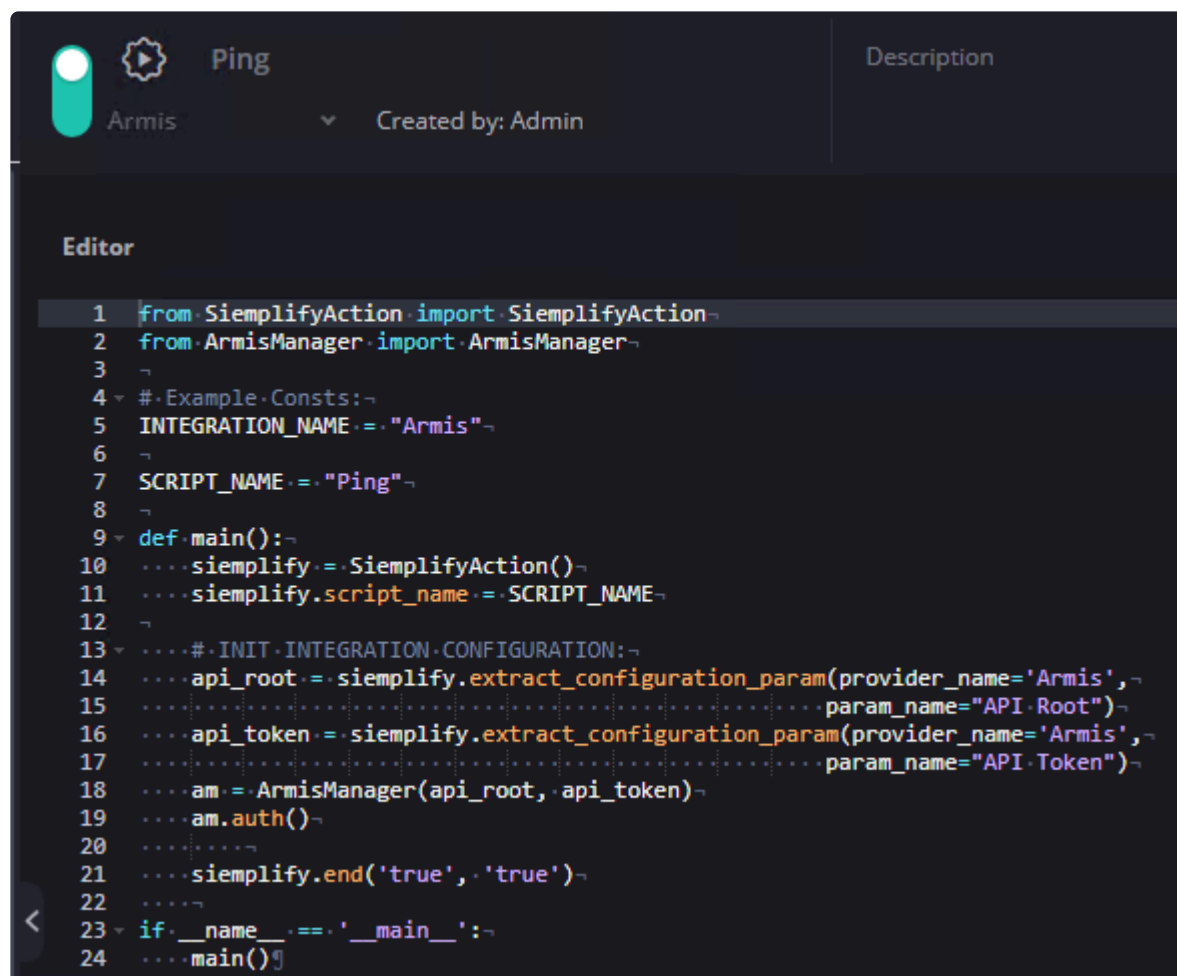 Ping
Description
Armis
Created by: Admin
Editor
1 from SiemplifyAction import SiemplifyAction
2 from ArmisManager import ArmisManager
3
4 # Example Consts:
5 INTEGRATION_NAME = "Armis"
6
7 SCRIPT_NAME = "Ping"
8
9 def main():
10     siemplify = SiemplifyAction()
11     siemplify.script_name = SCRIPT_NAME
12
13     # INIT INTEGRATION CONFIGURATION:
14     api_root = siemplify.extract_configuration_param(provider_name='Armis',
15                                                     param_name="API Root")
16     api_token = siemplify.extract_configuration_param(provider_name='Armis',
17                                                     param_name="API Token")
18     am = ArmisManager(api_root, api_token)
19     am.auth()
20
21     siemplify.end('true', 'true')
22
23 if __name__ == '__main__':
24     main()